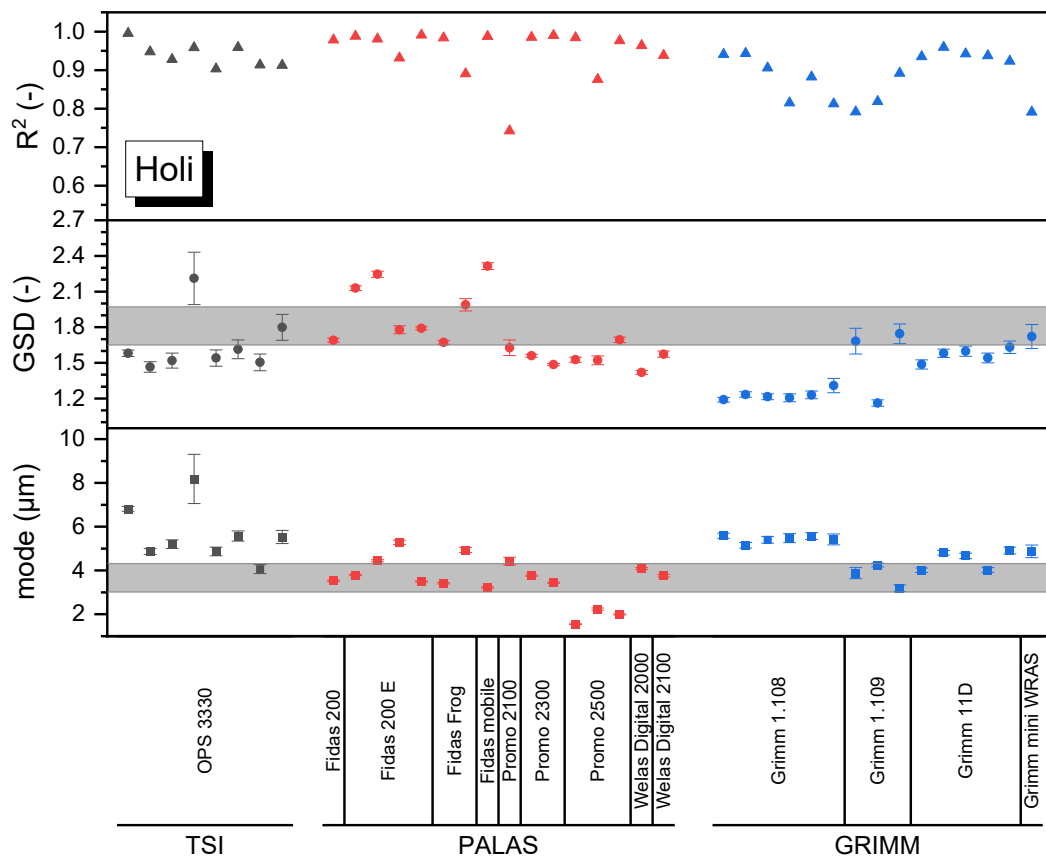 1.0
0.9
0.8
0.7
0.6
R² (-)
Holi
2.7
2.4
2.1
1.8
1.5
1.2
GSD (-)
10
8
6
4
2
mode (µm)
OPS 3330
Fidas 200
Fidas 200 E
Fidas Frog
Fidas mobile
Promo 2100
Promo 2300
Promo 2500
Welas Digital 2000
Welas Digital 2100
Grimm 1.108
Grimm 1.109
Grimm 11D
Grimm mini WRAS
TSI
PALAS
GRIMM